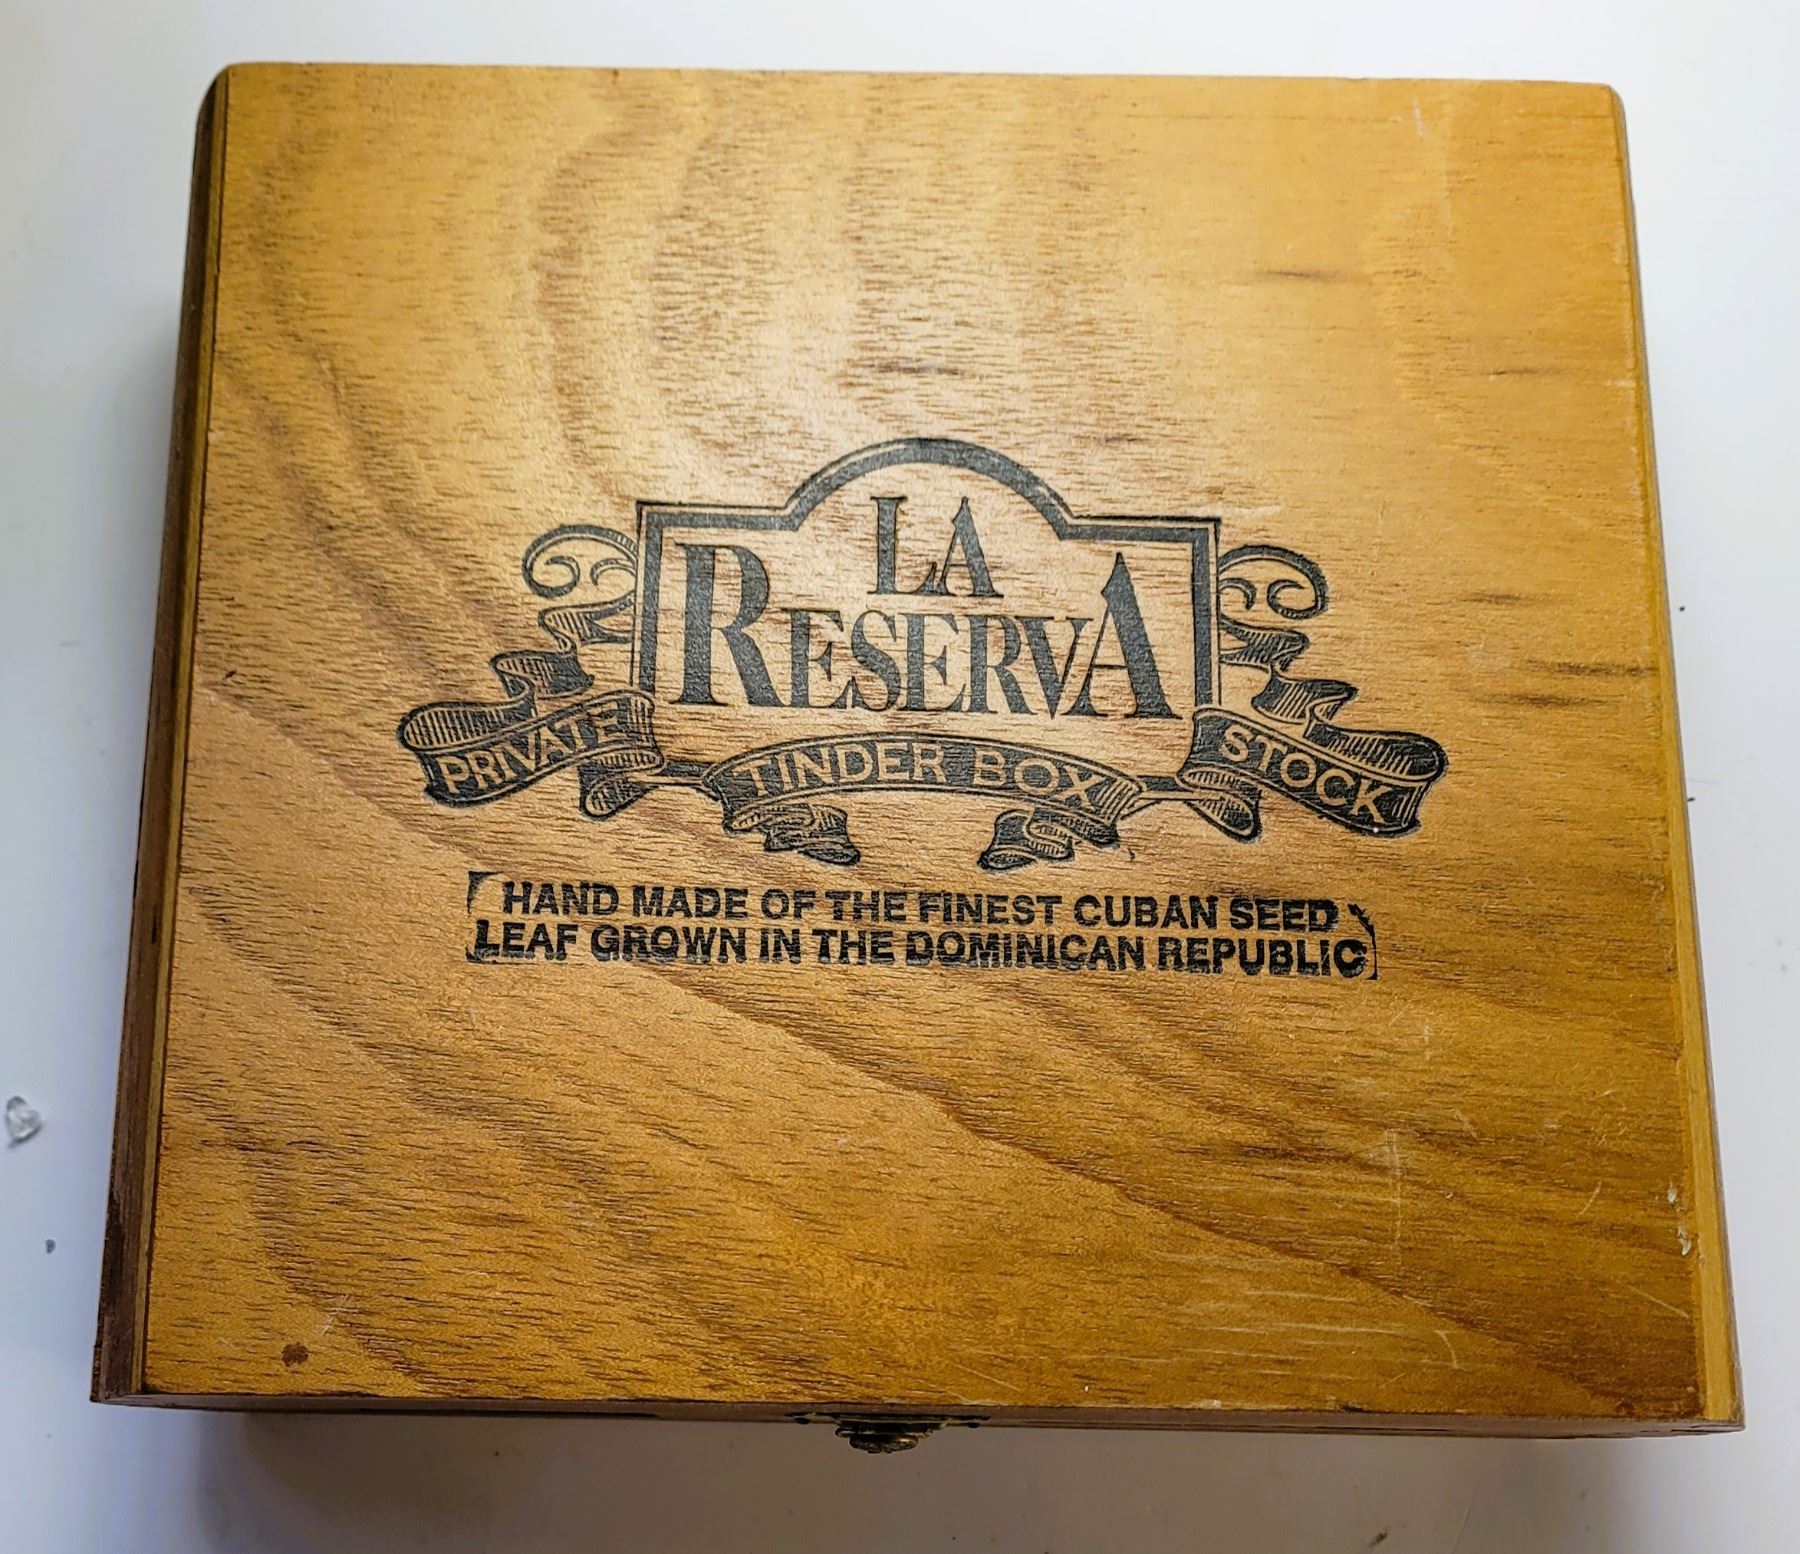 LA
RESERVA
PRIVATE TINDER BOX STOCK
HAND MADE OF THE FINEST CUBAN SEED
LEAF GROWN IN THE DOMINICAN REPUBLIC